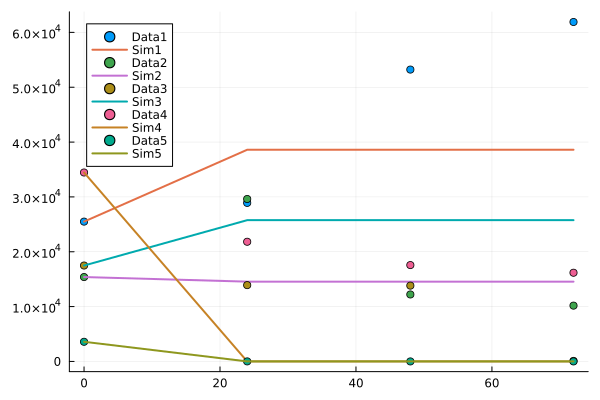 6.0×10⁴
5.0×10⁴
4.0×10⁴
3.0×10⁴
2.0×10⁴
1.0×10⁴
0
Data1
Sim1
Data2
Sim2
Data3
Sim3
Data4
Sim4
Data5
Sim5
0 20 40 60